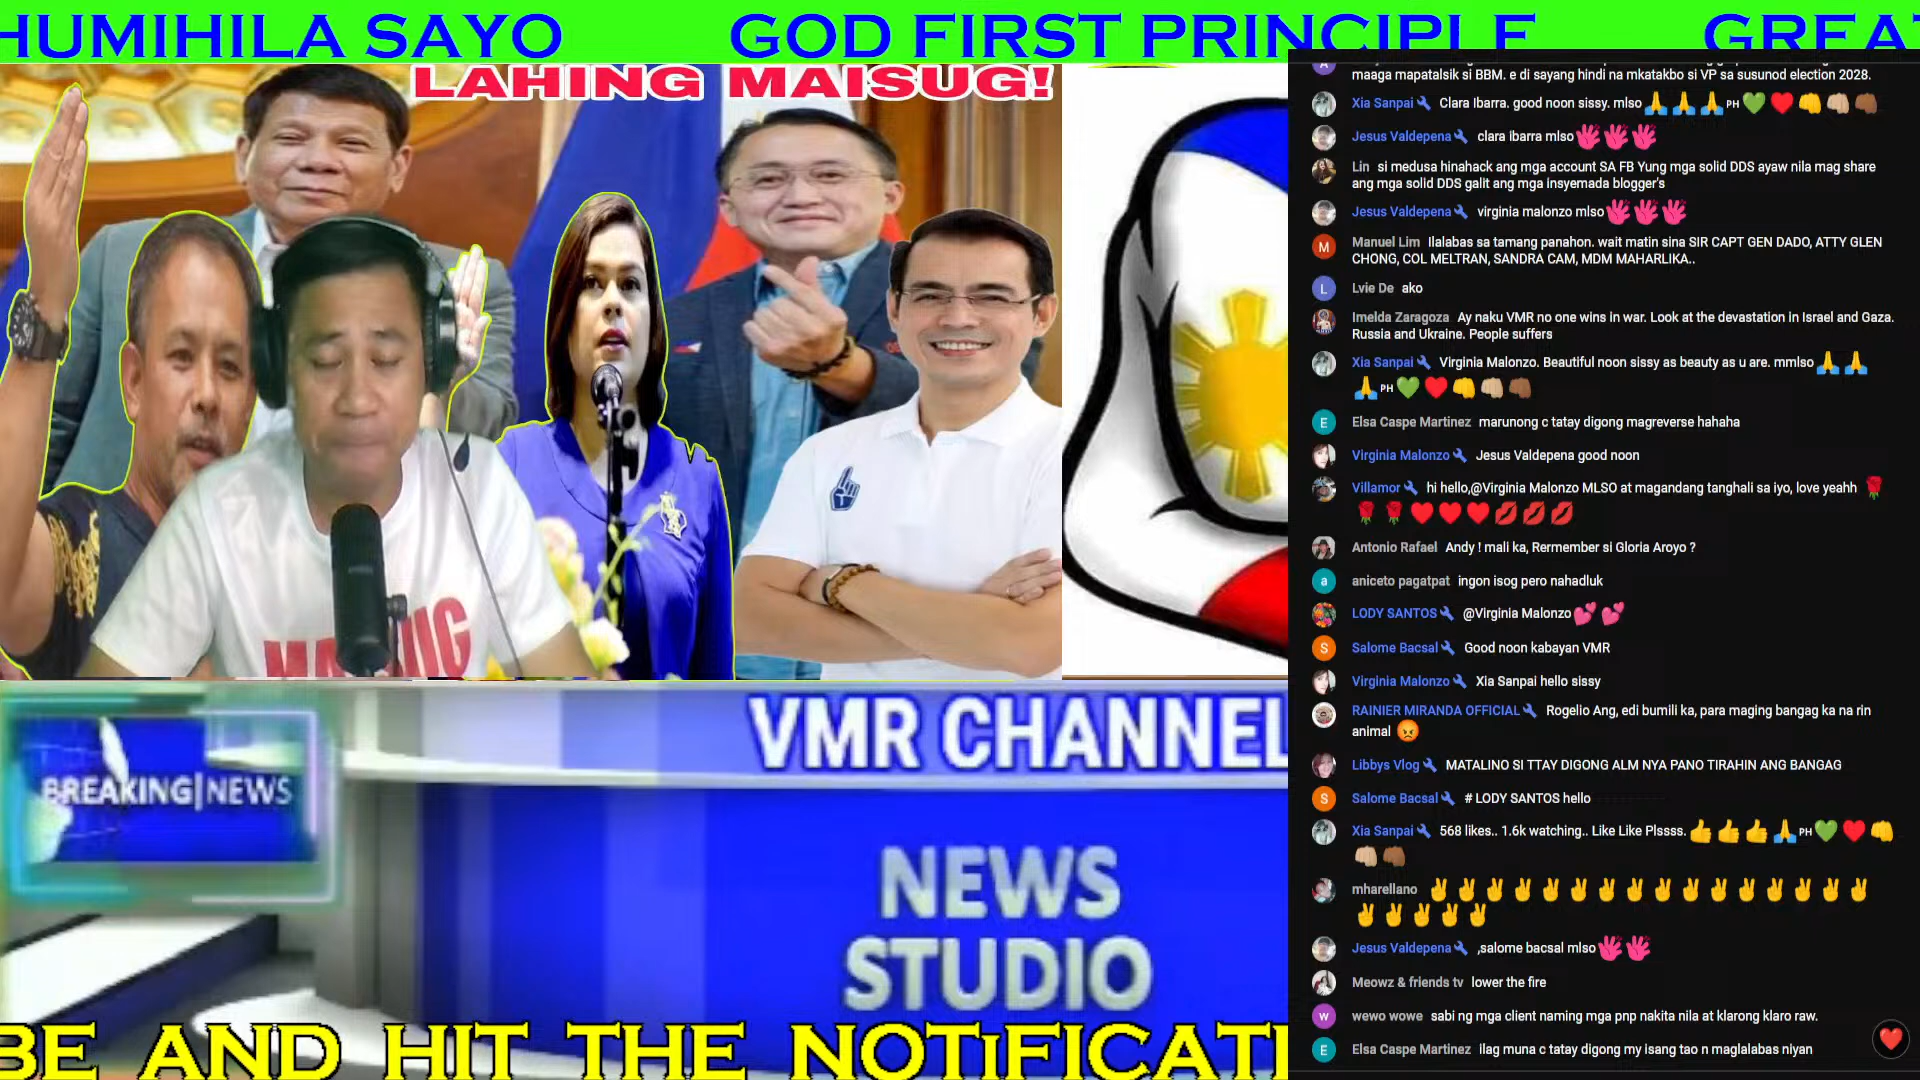 HUMIHILA SAYO GOD FIRST PRINCIPLE GREAT
LAHING MAISUG!
maaga mapatalsik si BBM. e di sayang hindi na mkatakbo si VP sa susunod election 2028.
Xia Sanpai Clara Ibarra. good noon sissy. mlso 🙏🙏🙏 PH 💚❤️👊👊🏼👊🏾
Jesus Valdepena clara ibarra mlso
Lin si medusa hinahack ang mga account SA FB Yung mga solid DDS ayaw nila mag share
ang mga solid DDS galit ang mga insyemada blogger's
Jesus Valdepena virginia malonzo mlso
M Manuel Lim Ilalabas sa tamang panahon. wait matin sina SIR CAPT GEN DADO, ATTY GLEN
CHONG, COL MELTRAN, SANDRA CAM, MDM MAHARLIKA..
L Lvie De ako
Imelda Zaragoza Ay naku VMR no one wins in war. Look at the devastation in Israel and Gaza.
Russia and Ukraine. People suffers
Xia Sanpai Virginia Malonzo. Beautiful noon sissy as beauty as u are. mmlso 🙏🙏
🙏 PH 💚❤️👊👊🏼👊🏾
E Elsa Caspe Martinez marunong c tatay digong magreverse hahaha
Virginia Malonzo Jesus Valdepena good noon
Villamor hi hello,@Virginia Malonzo MLSO at magandang tanghali sa iyo, love yeahh 🌹
🌹🌹❤️❤️❤️💋💋💋
Antonio Rafael Andy ! mali ka, Rermember si Gloria Aroyo ?
a aniceto pagatpat ingon isog pero nahadluk
LODY SANTOS @Virginia Malonzo 💕💕
S Salome Bacsal Good noon kabayan VMR
Virginia Malonzo Xia Sanpai hello sissy
RAINIER MIRANDA OFFICIAL Rogelio Ang, edi bumili ka, para maging bangag ka na rin
animal 😡
Libbys Vlog MATALINO SI TTAY DIGONG ALM NYA PANO TIRAHIN ANG BANGAG
S Salome Bacsal # LODY SANTOS hello
Xia Sanpai 568 likes.. 1.6k watching.. Like Like Plssss. 👍👍👍🙏 PH 💚❤️👊
👊🏼👊🏾
mharellano ✌️✌️✌️✌️✌️✌️✌️✌️✌️✌️✌️✌️✌️✌️✌️✌️
✌️✌️✌️✌️✌️
Jesus Valdepena ,salome bacsal mlso
Meowz & friends tv lower the fire
w wewo wowe sabi ng mga client naming mga pnp nakita nila at klarong klaro raw.
E Elsa Caspe Martinez ilag muna c tatay digong my isang tao n maglalabas niyan
MAISUG
VMR CHANNEL
BREAKING|NEWS
NEWS
STUDIO
BE AND HIT THE NOTIFICATI